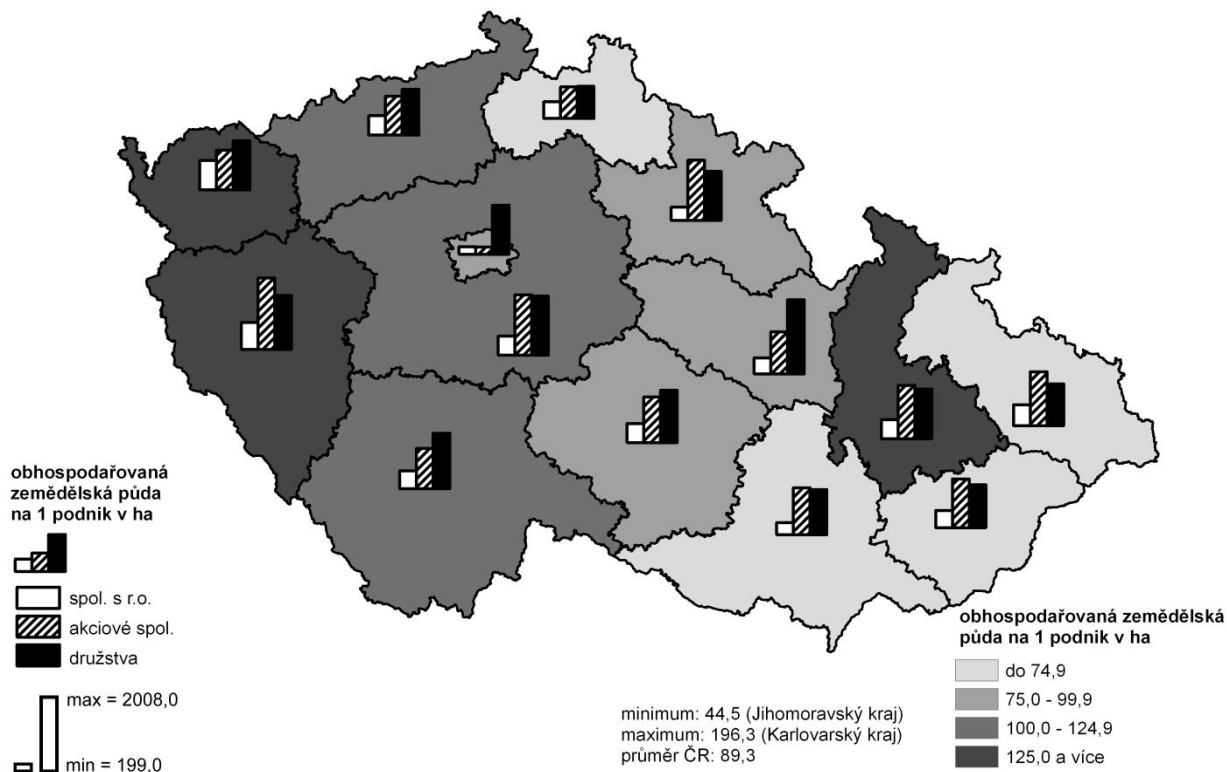 obhospodařovaná
zemědělská půda
na 1 podnik v ha
spol. s r.o.
akciové spol.
družstva
max = 2008,0
min = 199,0
minimum: 44,5 (Jihomoravský kraj)
maximum: 196,3 (Karlovarský kraj)
průměr ČR: 89,3
obhospodařovaná zemědělská
půda na 1 podnik v ha
do 74,9
75,0 - 99,9
100,0 - 124,9
125,0 a více